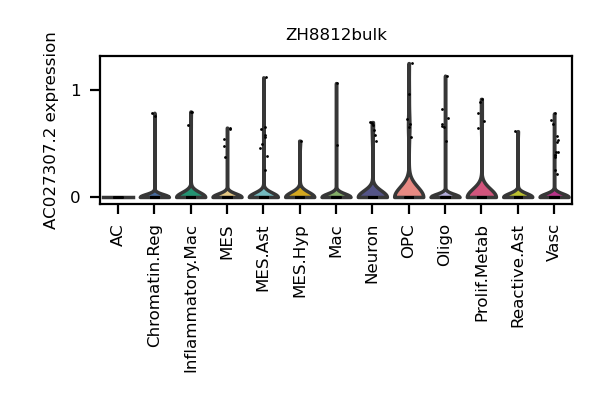 ZH8812bulk
AC027307.2 expression
1
0
AC
Chromatin.Reg
Inflammatory.Mac
MES
MES.Ast
MES.Hyp
Mac
Neuron
OPC
Oligo
Prolif.Metab
Reactive.Ast
Vasc